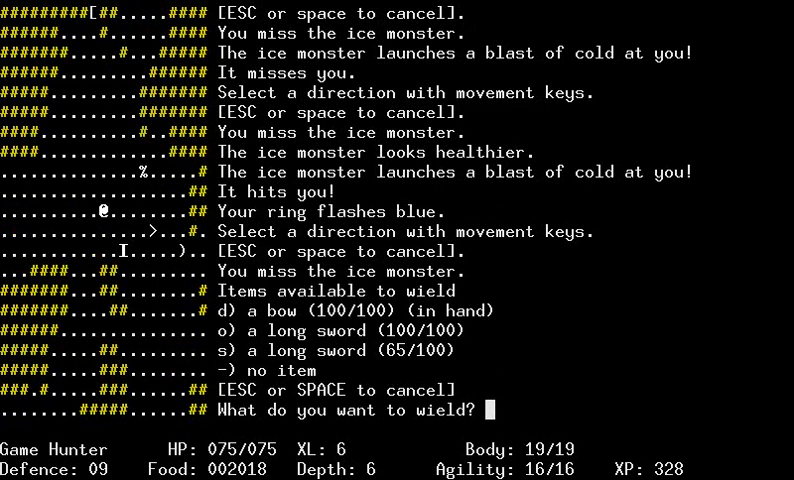 #########[##.....#### [ESC or space to cancel].
######....#......#### You miss the ice monster.
#######.....#...##### The ice monster launches a blast of cold at you!
######.........###### It misses you.
#####.........####### Select a direction with movement keys.
#####.........####### [ESC or space to cancel].
####..........#..#### You miss the ice monster.
####.............#### The ice monster looks healthier.
..............%.....# The ice monster launches a blast of cold at you!
...................## It hits you!
..........@........## Your ring flashes blue.
...............>...#. Select a direction with movement keys.
............I.....).. [ESC or space to cancel].
...####...##......... You miss the ice monster.
#######...##........# Items available to wield
#######....##.......# d) a bow (100/100) (in hand)
######............... o) a long sword (100/100)
#####.....##......... s) a long sword (65/100)
#####.....###........ -) no item
###.#.....###......## [ESC or SPACE to cancel]
........#####......## What do you want to wield?
Game Hunter HP: 075/075 XL: 6 Body: 19/19
Defence: 09 Food: 002018 Depth: 6 Agility: 16/16 XP: 328